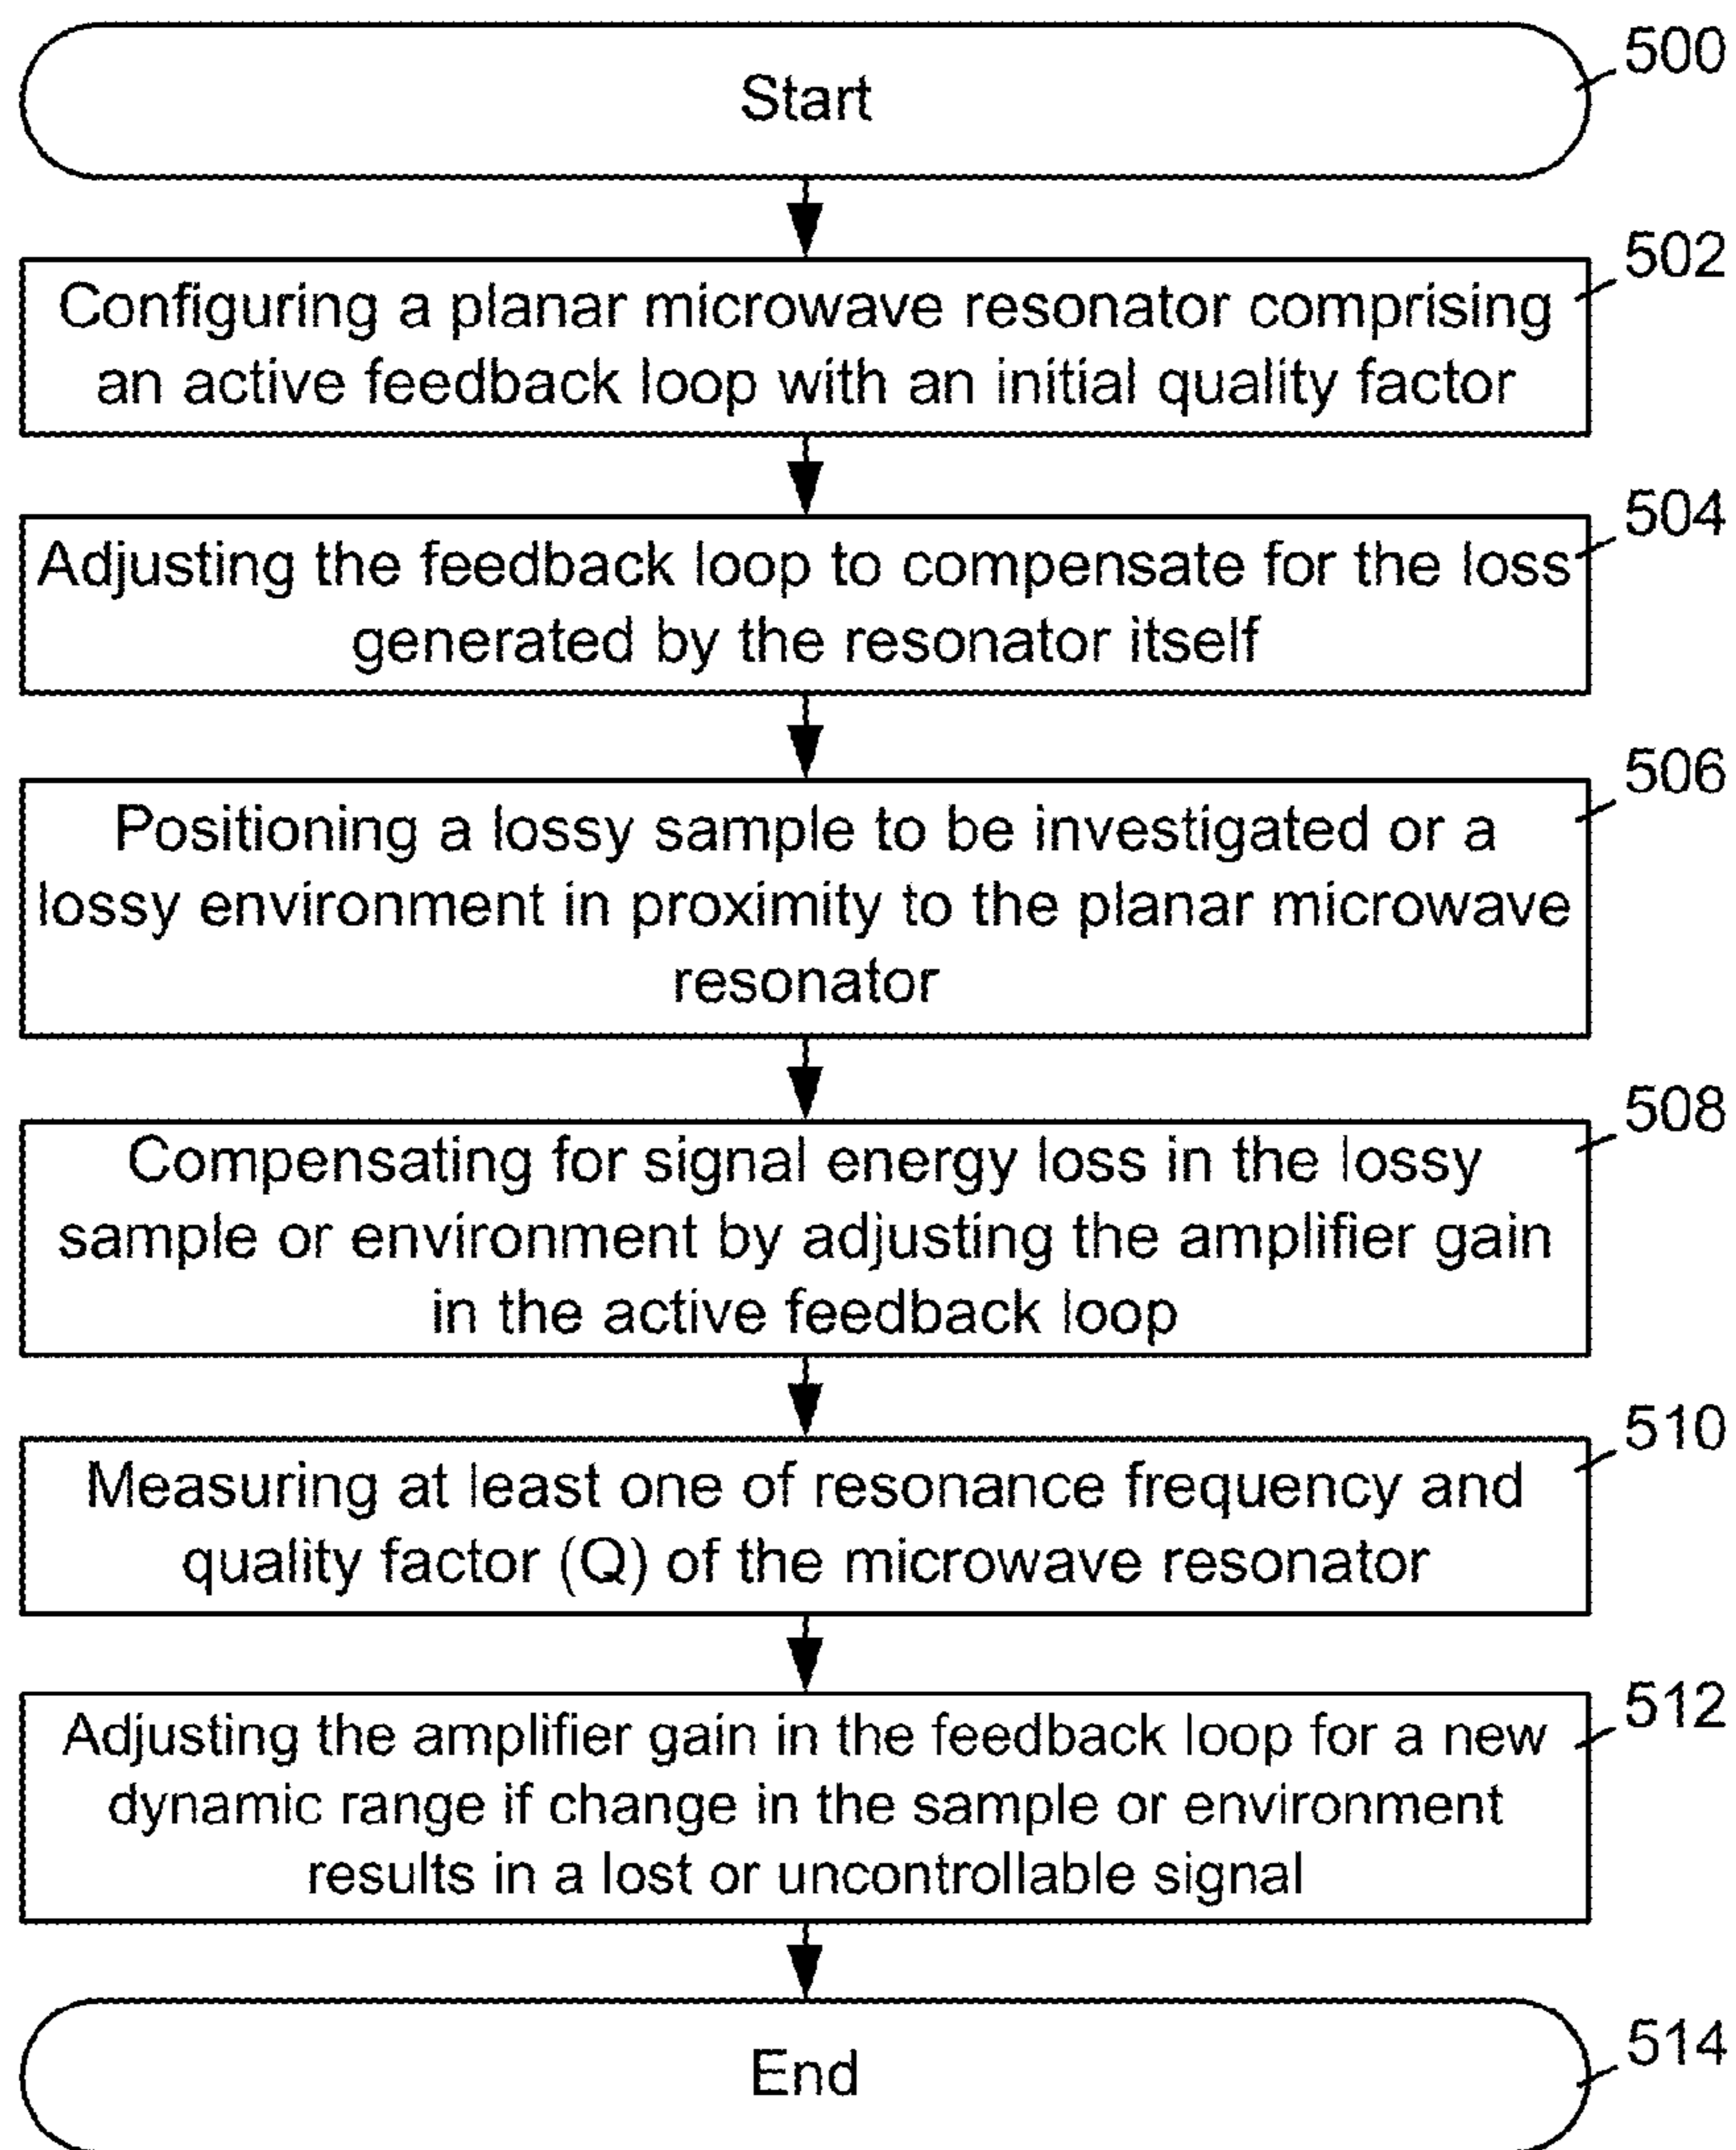 500
Start
502
Configuring a planar microwave resonator comprising
an active feedback loop with an initial quality factor
504
Adjusting the feedback loop to compensate for the loss
generated by the resonator itself
506
Positioning a lossy sample to be investigated or a
lossy environment in proximity to the planar microwave
resonator
508
Compensating for signal energy loss in the lossy
sample or environment by adjusting the amplifier gain
in the active feedback loop
510
Measuring at least one of resonance frequency and
quality factor (Q) of the microwave resonator
512
Adjusting the amplifier gain in the feedback loop for a new
dynamic range if change in the sample or environment
results in a lost or uncontrollable signal
514
End